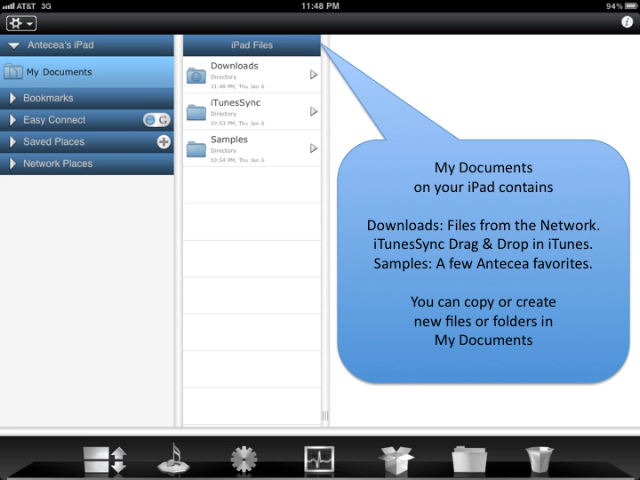 AT&T 3G
11:48 PM
94%
Antecea's iPad
My Documents
Bookmarks
Easy Connect
G
Saved Places
Network Places
iPad Files
Downloads
Directory
11:48 PM, Thu Jan 6
iTunesSync
Directory
10:53 PM, Thu Jan 6
Samples
Directory
10:54 PM, Thu Jan 6
My Documents
on your iPad contains
Downloads: Files from the Network.
iTunesSync Drag & Drop in iTunes.
Samples: A few Antecea favorites.
You can copy or create
new files or folders in
My Documents